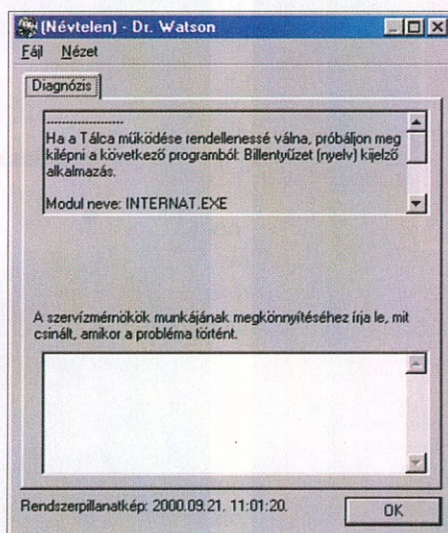 (Névtelen) - Dr. Watson
Fájl Nézet
Diagnózis
--------------------
Ha a Tálca működése rendellenessé válna, próbáljon meg
kilépni a következő programból: Billentyűzet (nyelv) kijelző
alkalmazás.
Modul neve: INTERNAT.EXE
A szervízmérnökök munkájának megkönnyítéséhez írja le, mit
csinált, amikor a probléma történt.
Rendszerpillanatkép: 2000.09.21. 11:01:20.
OK